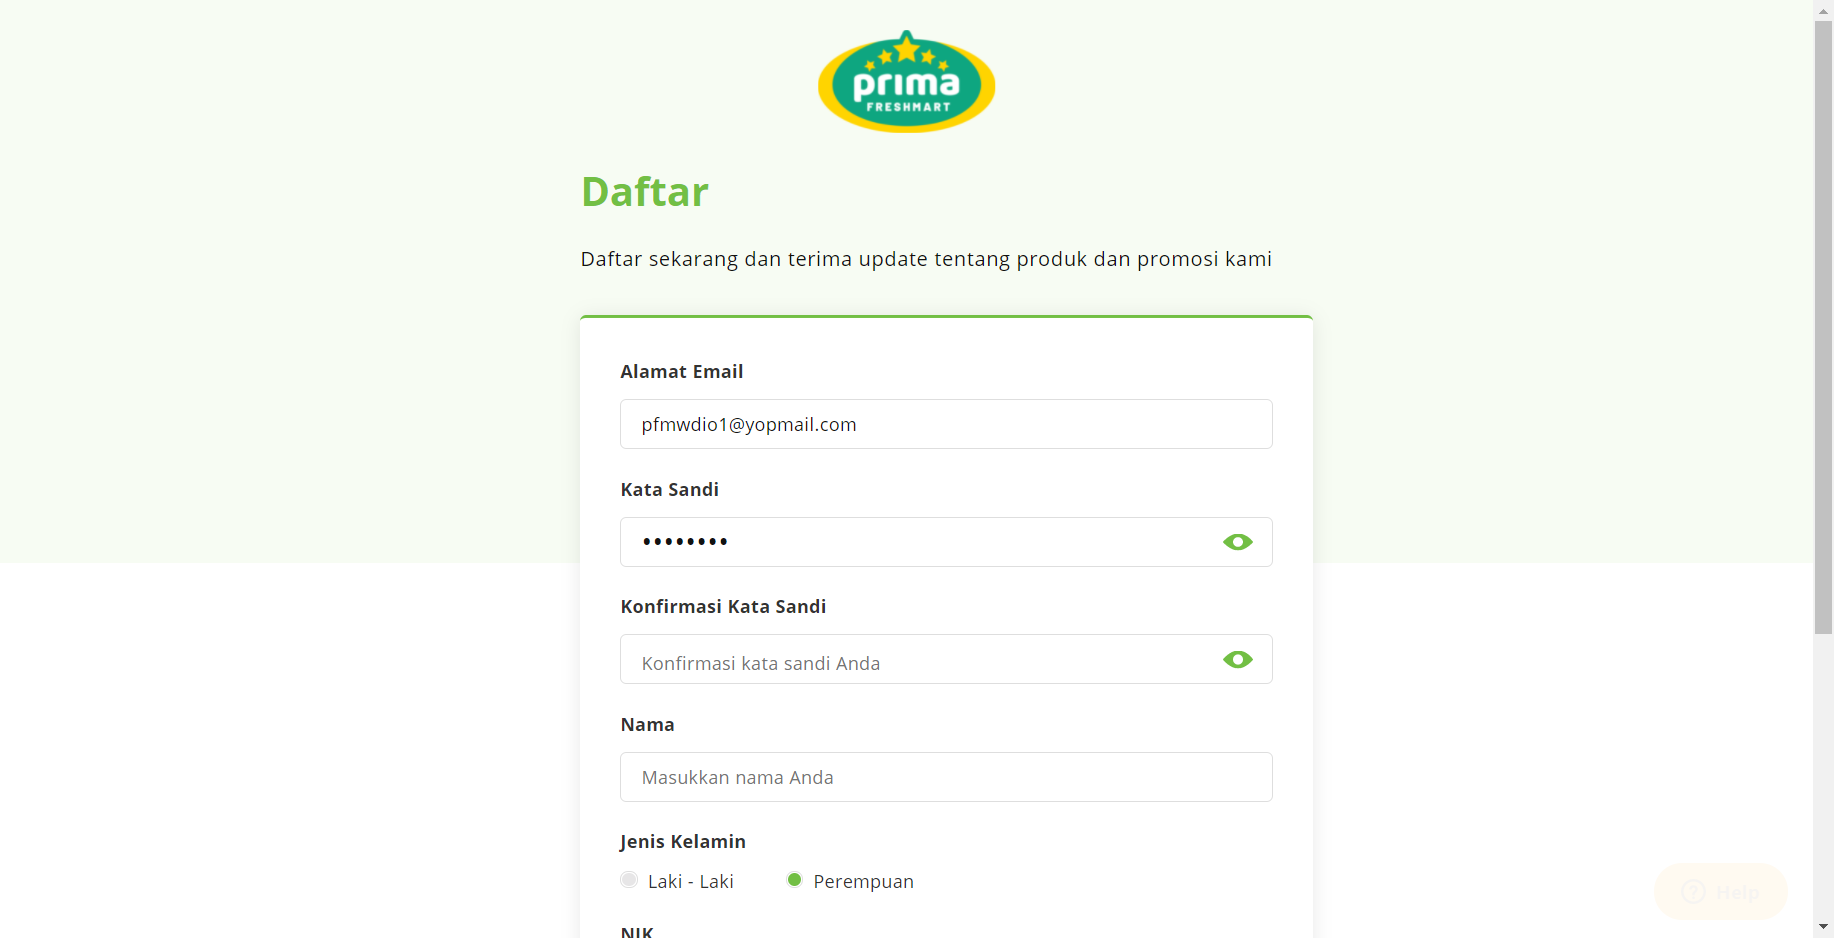 prima
FRESHMART
Daftar
Daftar sekarang dan terima update tentang produk dan promosi kami
Alamat Email
pfmwdio1@yopmail.com
Kata Sandi
••••••••
Konfirmasi Kata Sandi
Konfirmasi kata sandi Anda
Nama
Masukkan nama Anda
Jenis Kelamin
Laki - Laki Perempuan
NIK
Help